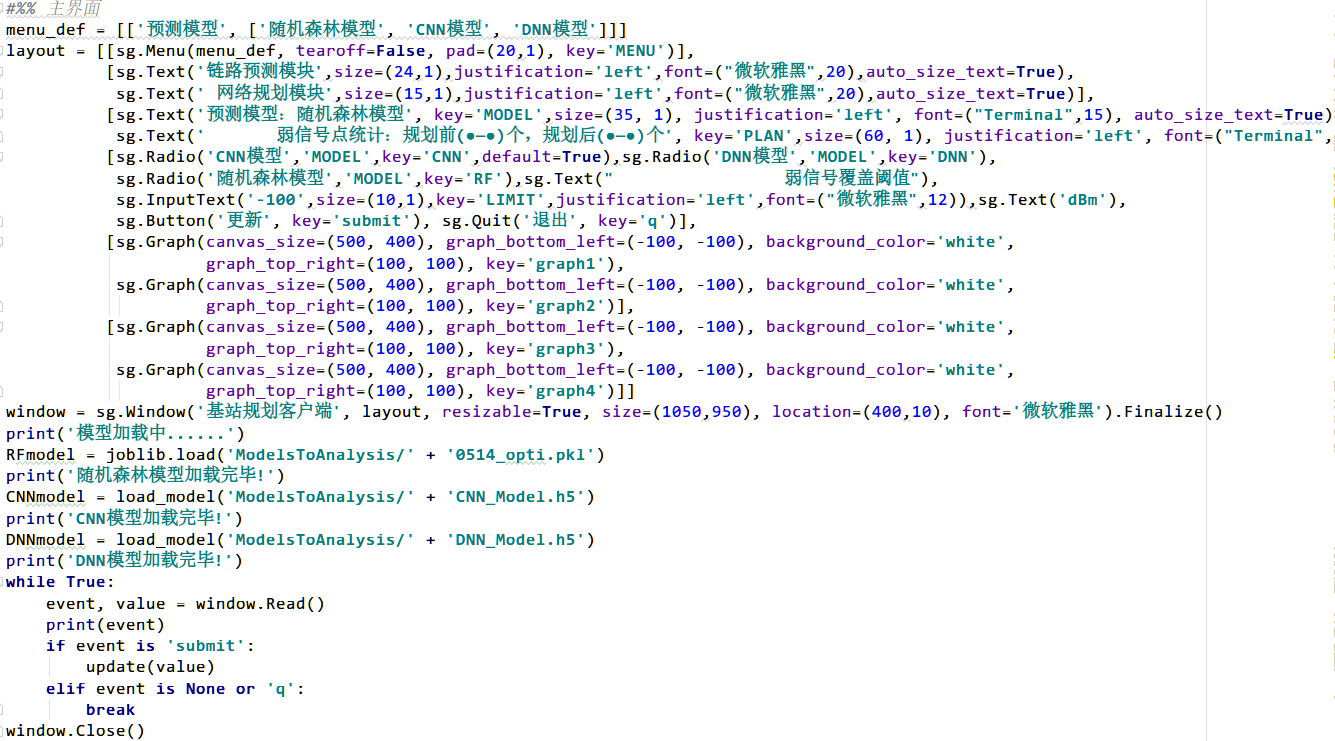 #%% 主界面
menu_def = [['预测模型', ['随机森林模型', 'CNN模型', 'DNN模型']]]
layout = [[sg.Menu(menu_def, tearoff=False, pad=(20,1), key='MENU')],
          [sg.Text('链路预测模块',size=(24,1),justification='left',font=("微软雅黑",20),auto_size_text=True),
           sg.Text(' 网络规划模块',size=(15,1),justification='left',font=("微软雅黑",20),auto_size_text=True)],
          [sg.Text('预测模型: 随机森林模型', key='MODEL',size=(35, 1), justification='left', font=("Terminal",15), auto_size_text=True)
           sg.Text('       弱信号点统计: 规划前(●—●)个, 规划后(●—●)个', key='PLAN',size=(60, 1), justification='left', font=("Terminal",
          [sg.Radio('CNN模型','MODEL',key='CNN',default=True),sg.Radio('DNN模型','MODEL',key='DNN'),
           sg.Radio('随机森林模型','MODEL',key='RF'),sg.Text("                 弱信号覆盖阈值"),
           sg.InputText('-100',size=(10,1),key='LIMIT',justification='left',font=("微软雅黑",12)),sg.Text('dBm'),
           sg.Button('更新', key='submit'), sg.Quit('退出', key='q')],
          [sg.Graph(canvas_size=(500, 400), graph_bottom_left=(-100, -100), background_color='white',
                    graph_top_right=(100, 100), key='graph1'),
           sg.Graph(canvas_size=(500, 400), graph_bottom_left=(-100, -100), background_color='white',
                    graph_top_right=(100, 100), key='graph2')],
          [sg.Graph(canvas_size=(500, 400), graph_bottom_left=(-100, -100), background_color='white',
                    graph_top_right=(100, 100), key='graph3'),
           sg.Graph(canvas_size=(500, 400), graph_bottom_left=(-100, -100), background_color='white',
                    graph_top_right=(100, 100), key='graph4')]]
window = sg.Window('基站规划客户端', layout, resizable=True, size=(1050,950), location=(400,10), font='微软雅黑').Finalize()
print('模型加载中......')
RFmodel = joblib.load('ModelsToAnalysis/' + '0514_opti.pkl')
print('随机森林模型加载完毕!')
CNNmodel = load_model('ModelsToAnalysis/' + 'CNN_Model.h5')
print('CNN模型加载完毕!')
DNNmodel = load_model('ModelsToAnalysis/' + 'DNN_Model.h5')
print('DNN模型加载完毕!')
while True:
    event, value = window.Read()
    print(event)
    if event is 'submit':
        update(value)
    elif event is None or 'q':
        break
window.Close()